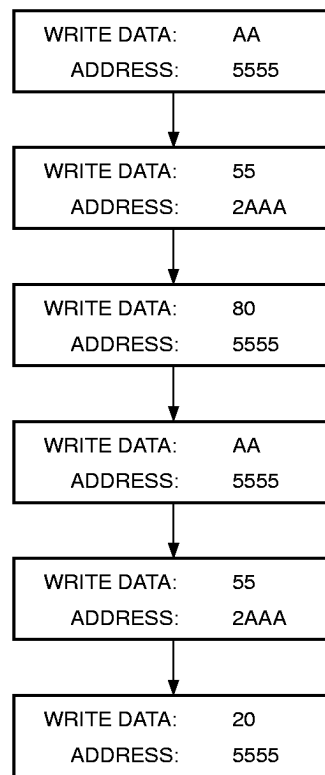 WRITE DATA: AA
ADDRESS: 5555
WRITE DATA: 55
ADDRESS: 2AAA
WRITE DATA: 80
ADDRESS: 5555
WRITE DATA: AA
ADDRESS: 5555
WRITE DATA: 55
ADDRESS: 2AAA
WRITE DATA: 20
ADDRESS: 5555